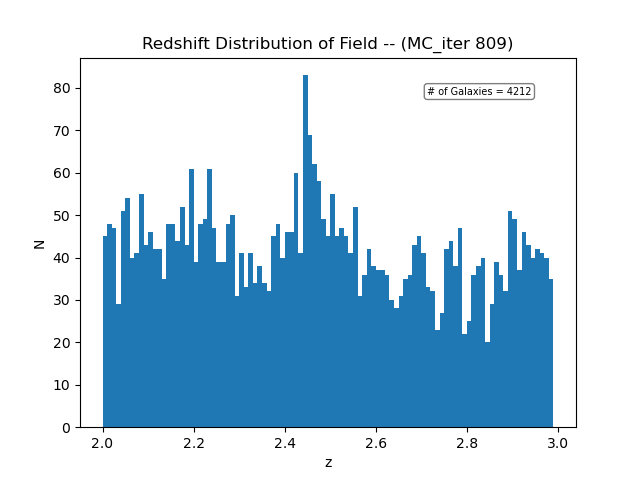 Redshift Distribution of Field -- (MC_iter 809)
# of Galaxies = 4212
80
70
60
50
40
30
20
10
0
N
2.0 2.2 2.4 2.6 2.8 3.0
z